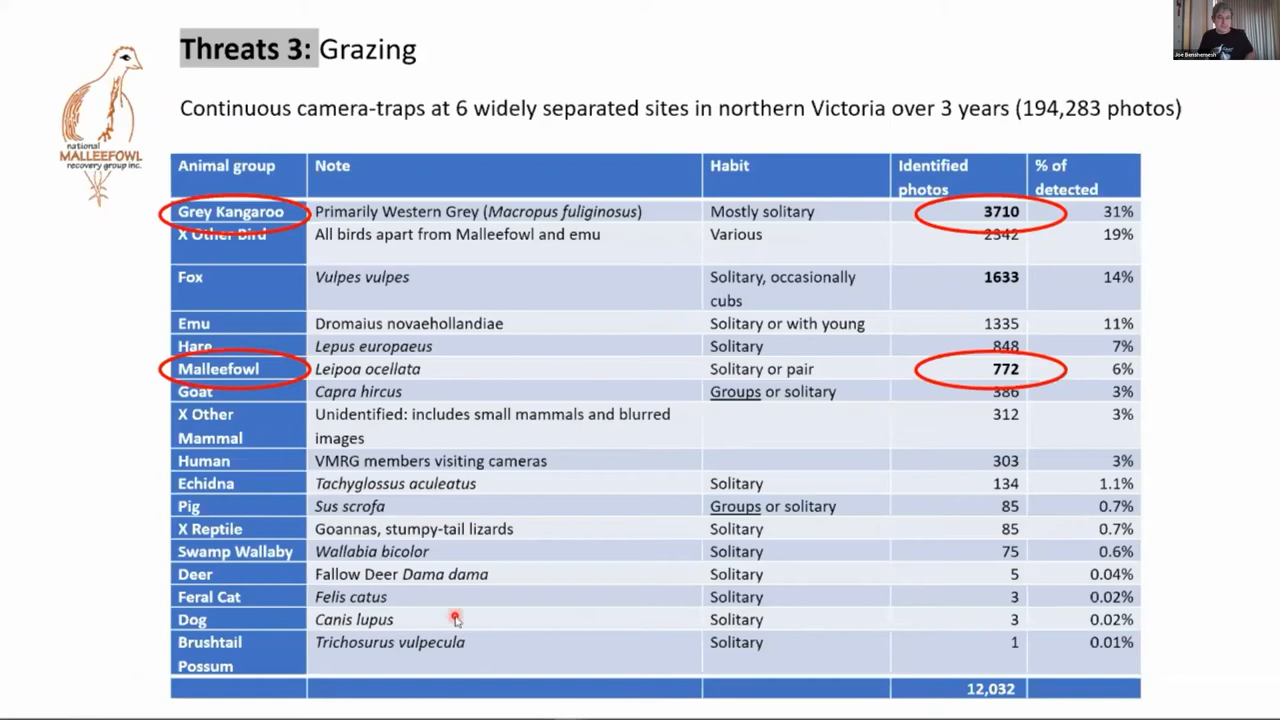 Threats 3: Grazing
Joe Benshemesh
Continuous camera-traps at 6 widely separated sites in northern Victoria over 3 years (194,283 photos)
national
MALLEEFOWL
recovery group inc.
Animal group Note Habit Identified photos % of detected
Grey Kangaroo Primarily Western Grey (Macropus fuliginosus) Mostly solitary 3710 31%
X Other Bird All birds apart from Malleefowl and emu Various 2342 19%
Fox Vulpes vulpes Solitary, occasionally cubs 1633 14%
Emu Dromaius novaehollandiae Solitary or with young 1335 11%
Hare Lepus europaeus Solitary 848 7%
Malleefowl Leipoa ocellata Solitary or pair 772 6%
Goat Capra hircus Groups or solitary 386 3%
X Other Mammal Unidentified: includes small mammals and blurred images 312 3%
Human VMRG members visiting cameras 303 3%
Echidna Tachyglossus aculeatus Solitary 134 1.1%
Pig Sus scrofa Groups or solitary 85 0.7%
X Reptile Goannas, stumpy-tail lizards Solitary 85 0.7%
Swamp Wallaby Wallabia bicolor Solitary 75 0.6%
Deer Fallow Deer Dama dama Solitary 5 0.04%
Feral Cat Felis catus Solitary 3 0.02%
Dog Canis lupus Solitary 3 0.02%
Brushtail Possum Trichosurus vulpecula Solitary 1 0.01%
12,032